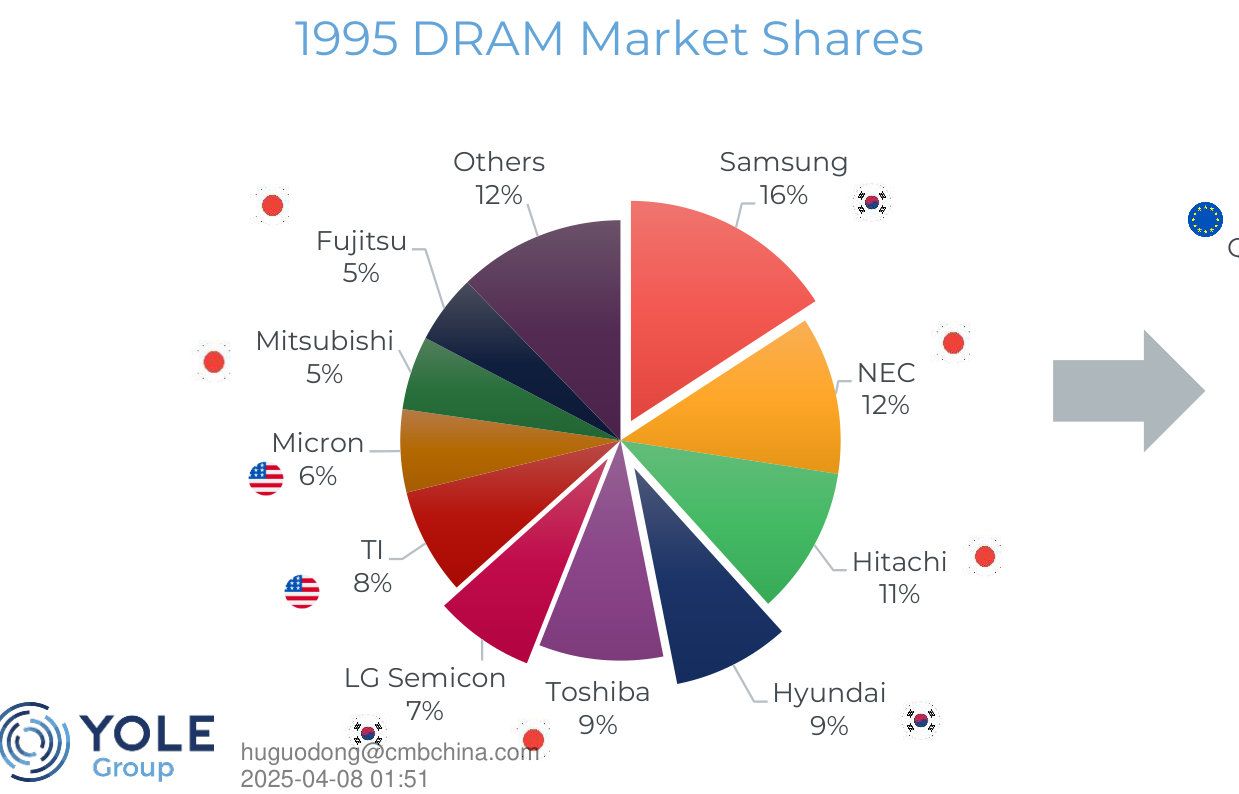 1995 DRAM Market Shares
Others
12%
Samsung
16%
Fujitsu
5%
Mitsubishi
5%
NEC
12%
Micron
6%
TI
8%
Hitachi
11%
LG Semicon
7%
Toshiba
9%
Hyundai
9%
YOLE
Group
huguodong@cmbchina.com
2025-04-08 01:51